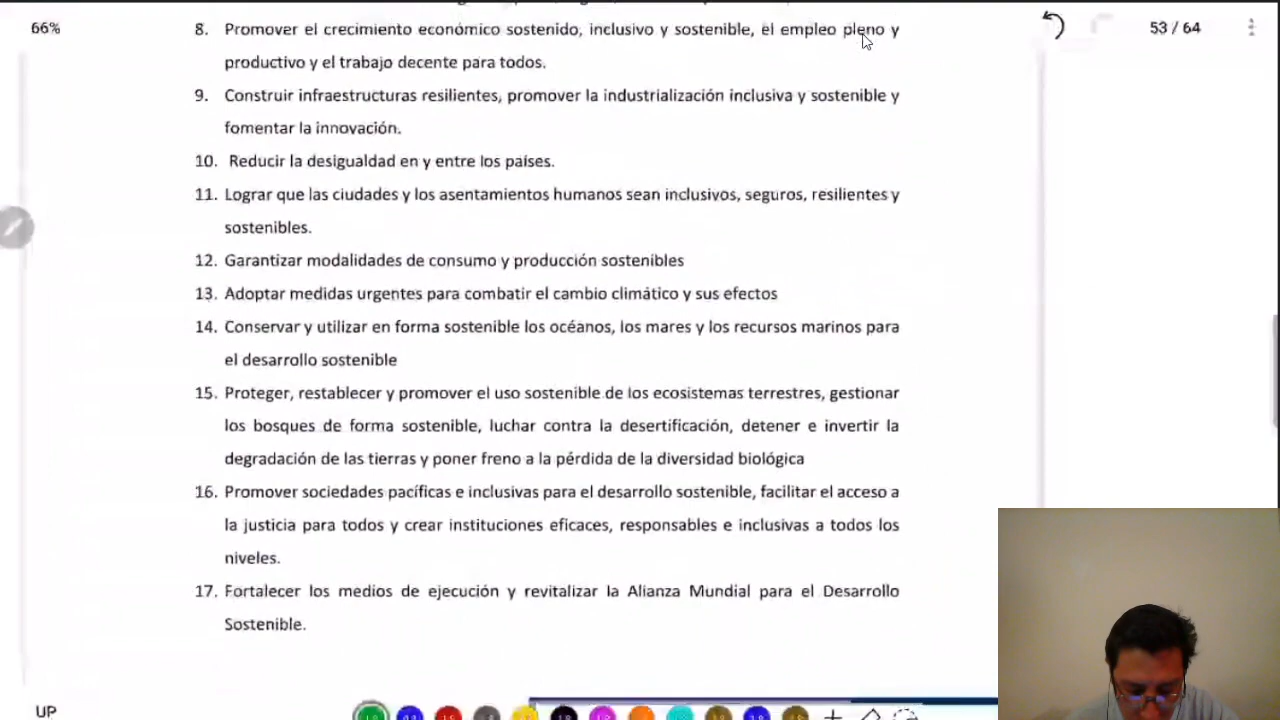 66%
53 / 64
8. Promover el crecimiento económico sostenido, inclusivo y sostenible, el empleo pleno y
productivo y el trabajo decente para todos.
9. Construir infraestructuras resilientes, promover la industrialización inclusiva y sostenible y
fomentar la innovación.
10. Reducir la desigualdad en y entre los países.
11. Lograr que las ciudades y los asentamientos humanos sean inclusivos, seguros, resilientes y
sostenibles.
12. Garantizar modalidades de consumo y producción sostenibles
13. Adoptar medidas urgentes para combatir el cambio climático y sus efectos
14. Conservar y utilizar en forma sostenible los océanos, los mares y los recursos marinos para
el desarrollo sostenible
15. Proteger, restablecer y promover el uso sostenible de los ecosistemas terrestres, gestionar
los bosques de forma sostenible, luchar contra la desertificación, detener e invertir la
degradación de las tierras y poner freno a la pérdida de la diversidad biológica
16. Promover sociedades pacíficas e inclusivas para el desarrollo sostenible, facilitar el acceso a
la justicia para todos y crear instituciones eficaces, responsables e inclusivas a todos los
niveles.
17. Fortalecer los medios de ejecución y revitalizar la Alianza Mundial para el Desarrollo
Sostenible.
UP